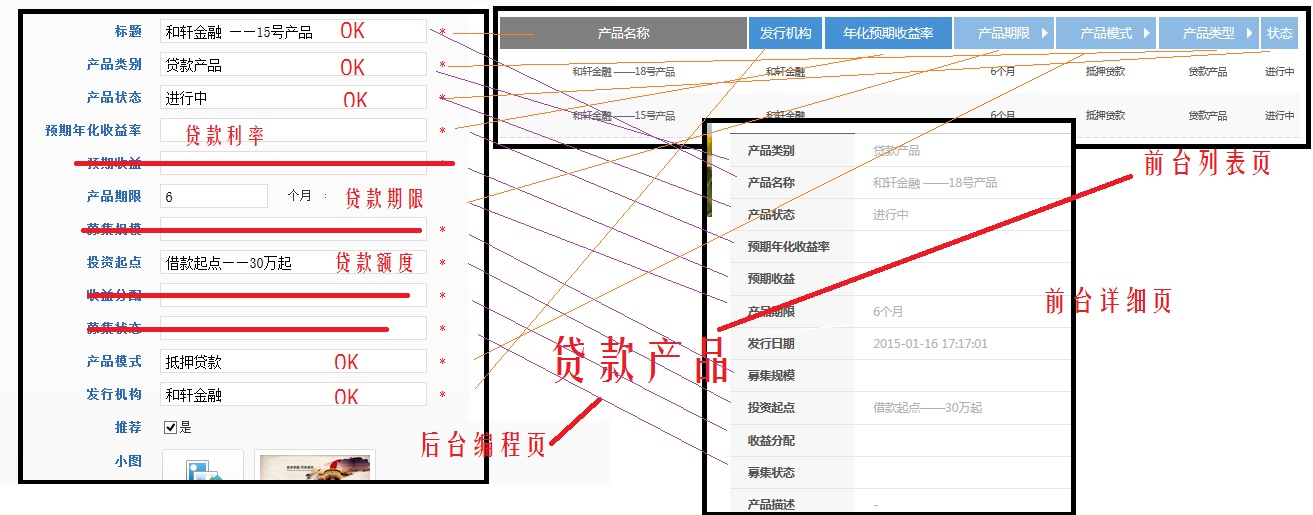 标题 和轩金融 ——15号产品 OK *
产品类别 贷款产品 OK *
产品状态 进行中 OK *
预期年化收益率 贷款利率 *
预期收益
产品期限 6 个月 * 贷款期限
募集规模 *
投资起点 借款起点——30万起 贷款额度 *
收益分配 *
募集状态 *
产品模式 抵押贷款 OK *
发行机构 和轩金融 OK *
推荐 是
小图
后台编程页
贷款产品
产品名称 发行机构 年化预期收益率 产品期限 产品模式 产品类型 状态
和轩金融 ——18号产品 和轩金融 6个月 抵押贷款 贷款产品 进行中
和轩金融 ——15号产品 和轩金融 6个月 抵押贷款 贷款产品 进行中
前台列表页
产品类别 贷款产品
产品名称 和轩金融 ——18号产品
产品状态 进行中
预期年化收益率
预期收益
产品期限 6个月
发行日期 2015-01-16 17:17:01
募集规模
投资起点 借款起点——30万起
收益分配
募集状态
产品描述 -
前台详细页